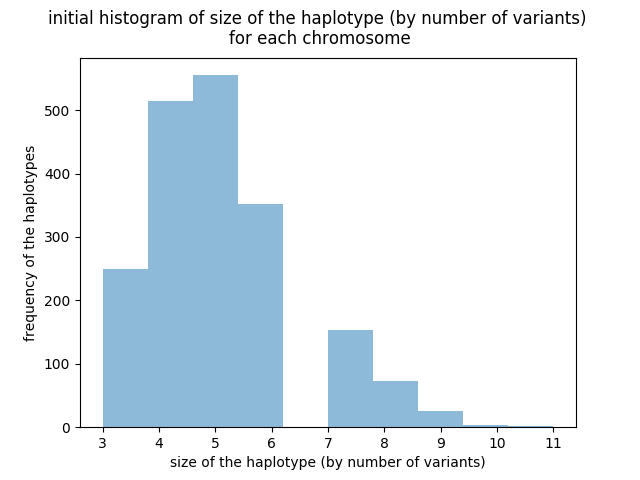 initial histogram of size of the haplotype (by number of variants)
for each chromosome
frequency of the haplotypes
500
400
300
200
100
0
3 4 5 6 7 8 9 10 11
size of the haplotype (by number of variants)